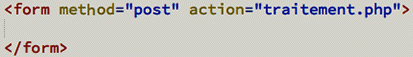 <form method="post" action="traitement.php">
</form>